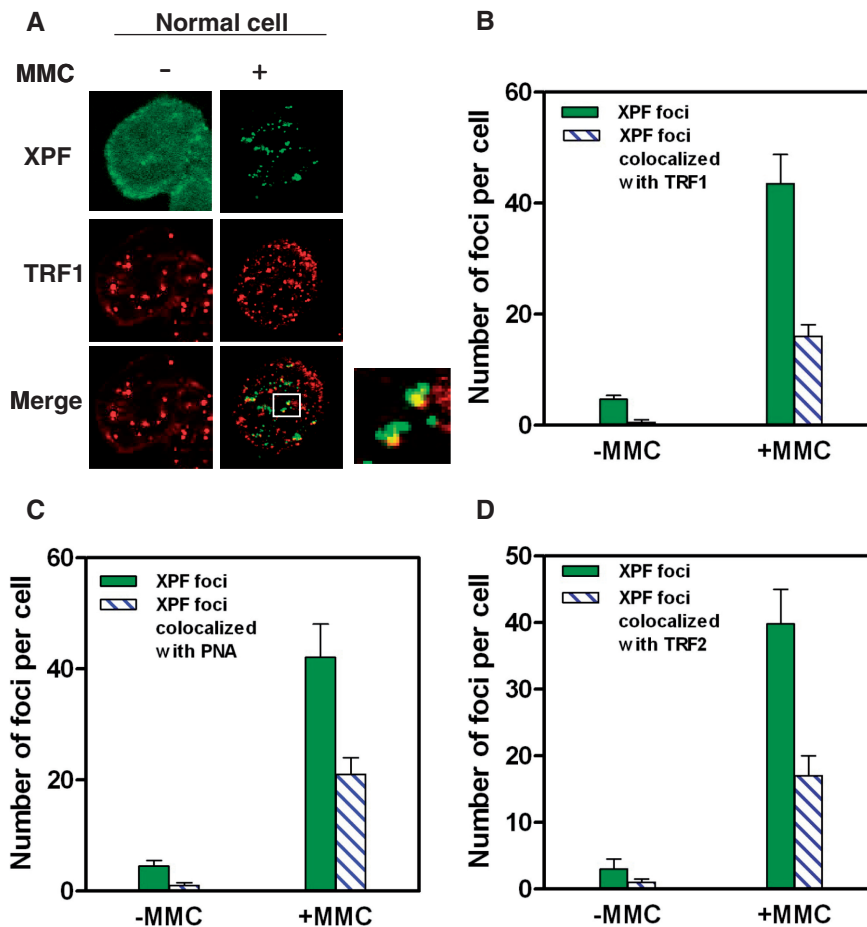 A
Normal cell
MMC - +
XPF
TRF1
Merge
B
Number of foci per cell
60
40
20
0
XPF foci
XPF foci
colocalized
with TRF1
-MMC +MMC
C
Number of foci per cell
60
40
20
0
XPF foci
XPF foci
colocalized
with PNA
-MMC +MMC
D
Number of foci per cell
50
40
30
20
10
0
XPF foci
XPF foci
colocalized
with TRF2
-MMC +MMC